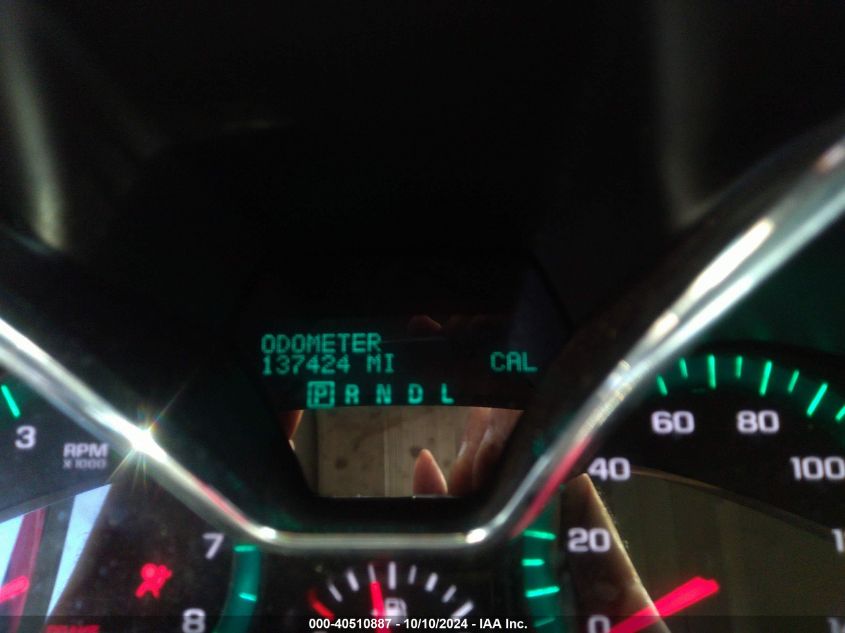 ODOMETER
137424 MI CAL
P R N D L
3
RPM
X1000
7
8
60 80
40 100
20
0
000-40510887 - 10/10/2024 - IAA Inc.